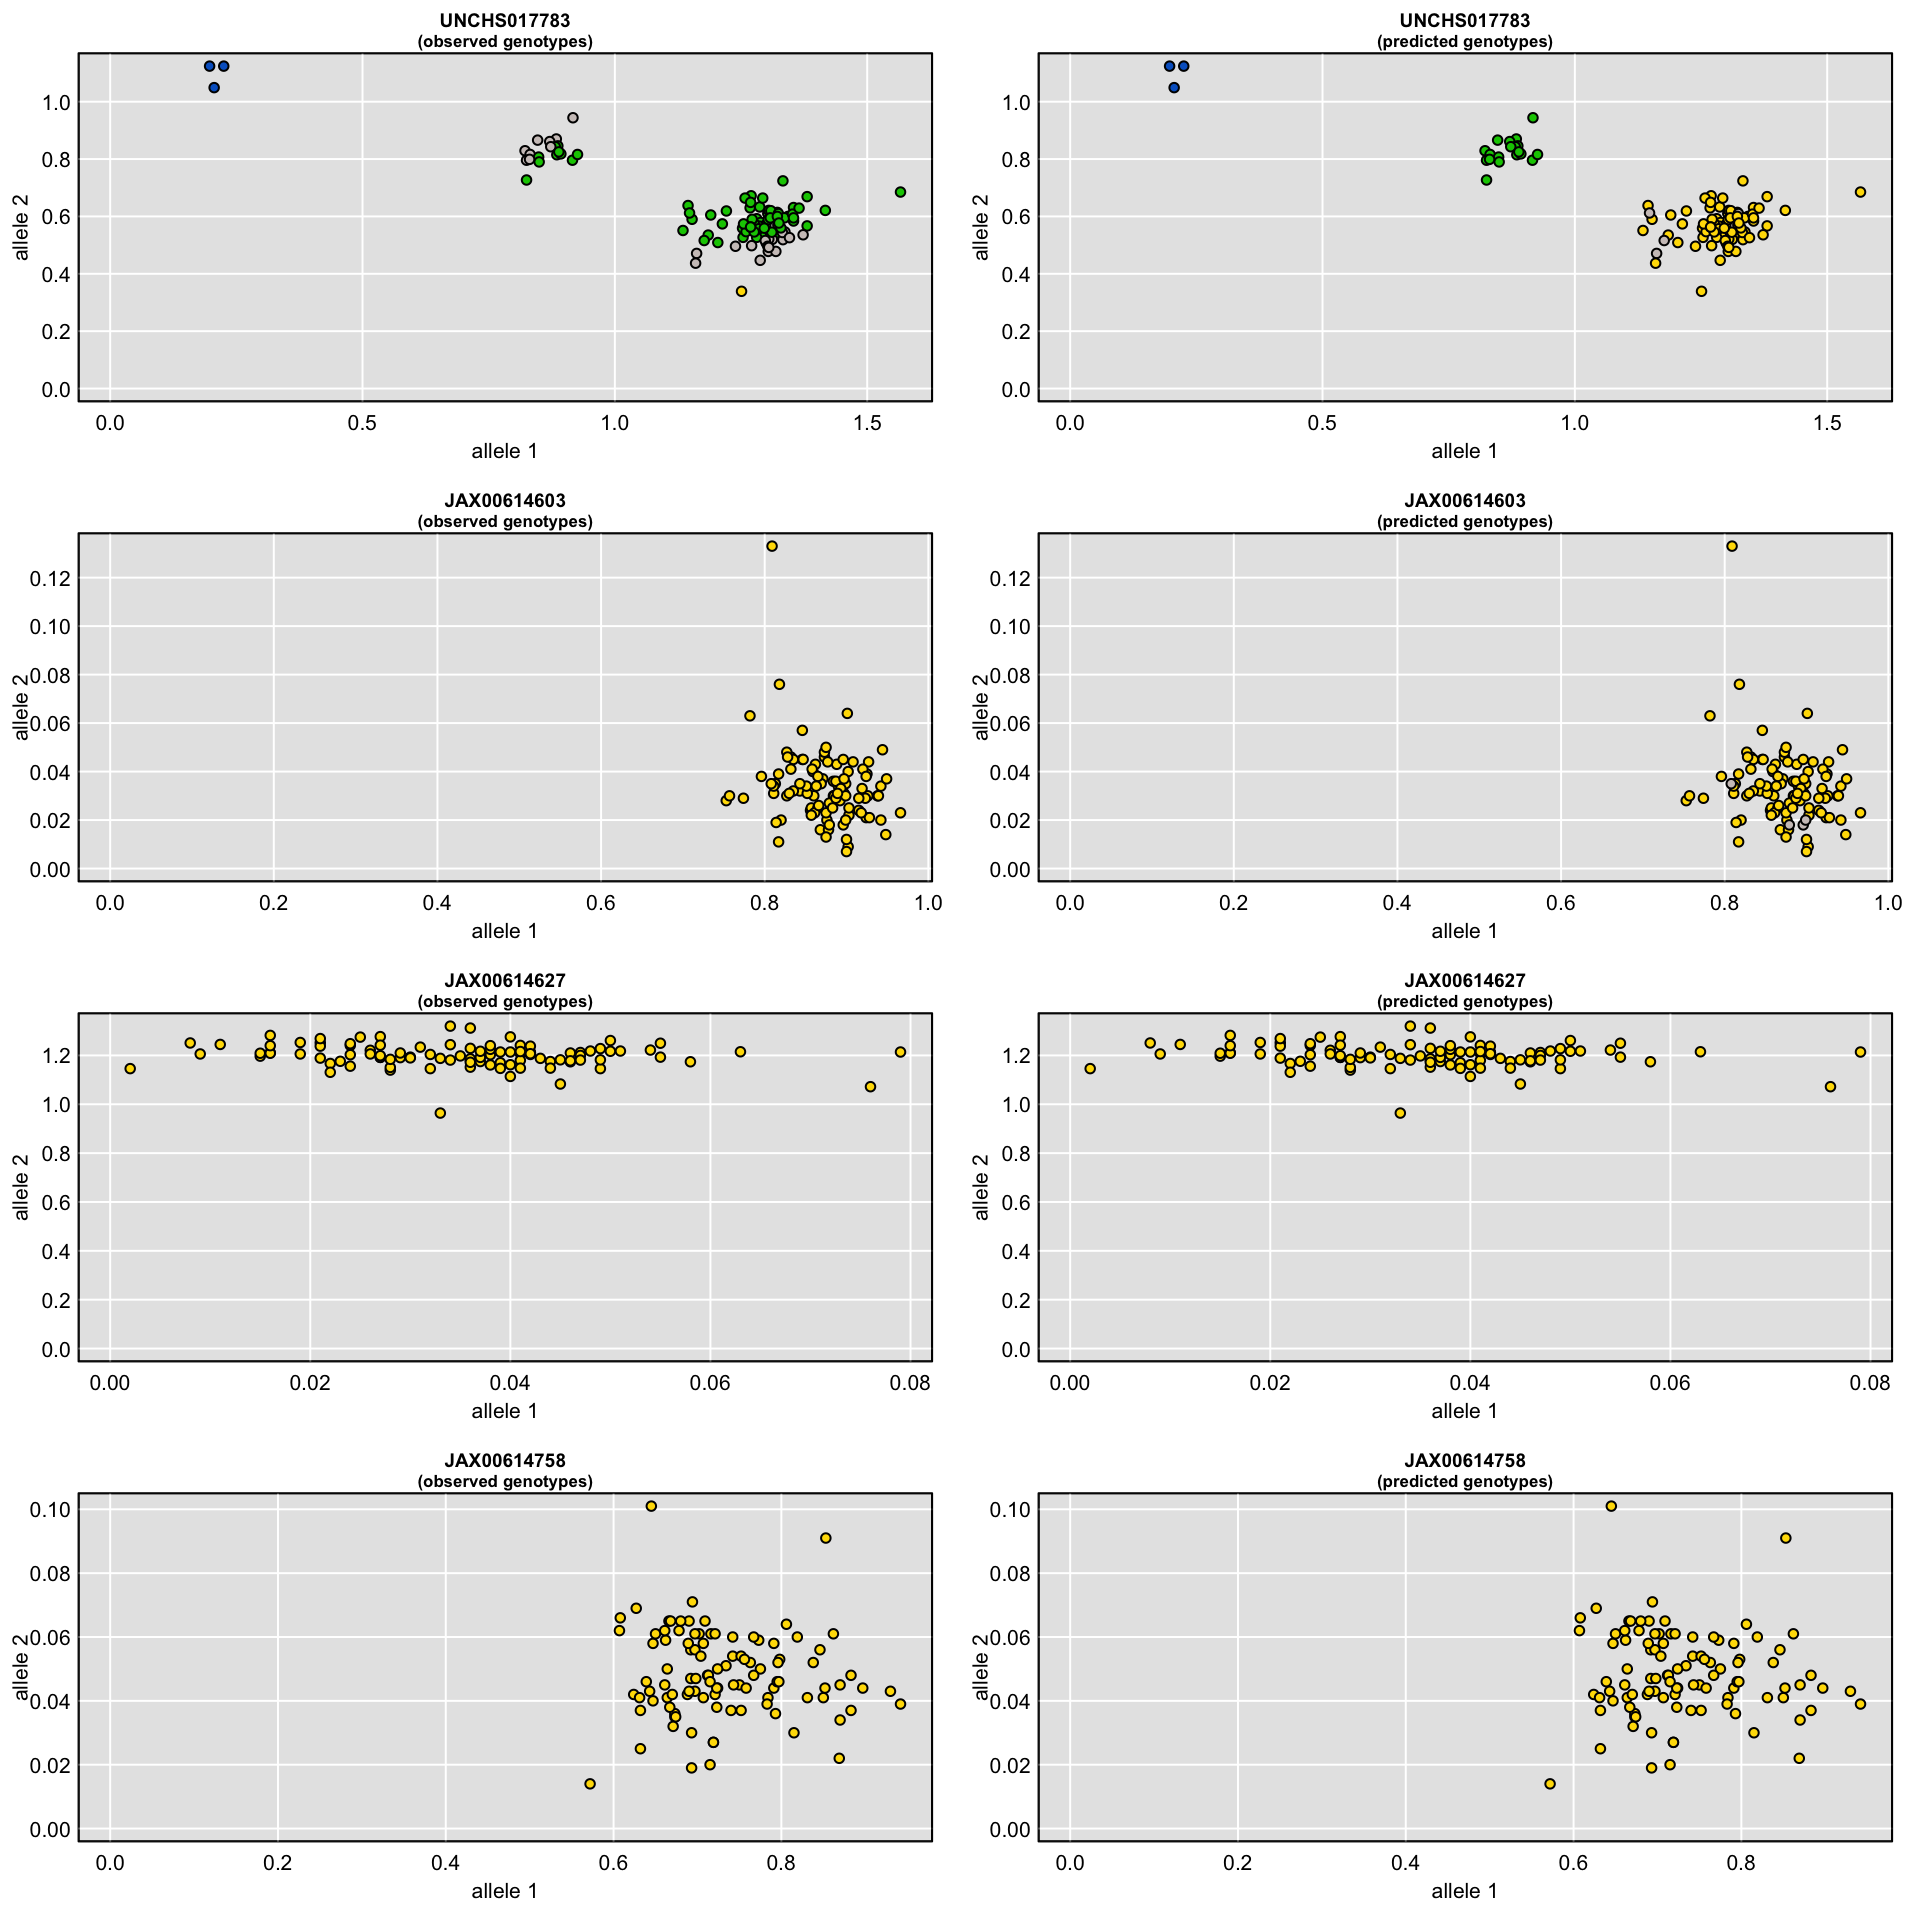 UNCHS017783
(observed genotypes)
allele 2
1.0
0.8
0.6
0.4
0.2
0.0
0.0 0.5 1.0 1.5
allele 1
UNCHS017783
(predicted genotypes)
allele 2
1.0
0.8
0.6
0.4
0.2
0.0
0.0 0.5 1.0 1.5
allele 1
JAX00614603
(observed genotypes)
allele 2
0.12
0.10
0.08
0.06
0.04
0.02
0.00
0.0 0.2 0.4 0.6 0.8 1.0
allele 1
JAX00614603
(predicted genotypes)
allele 2
0.12
0.10
0.08
0.06
0.04
0.02
0.00
0.0 0.2 0.4 0.6 0.8 1.0
allele 1
JAX00614627
(observed genotypes)
allele 2
1.2
1.0
0.8
0.6
0.4
0.2
0.0
0.00 0.02 0.04 0.06 0.08
allele 1
JAX00614627
(predicted genotypes)
allele 2
1.2
1.0
0.8
0.6
0.4
0.2
0.0
0.00 0.02 0.04 0.06 0.08
allele 1
JAX00614758
(observed genotypes)
allele 2
0.10
0.08
0.06
0.04
0.02
0.00
0.0 0.2 0.4 0.6 0.8
allele 1
JAX00614758
(predicted genotypes)
allele 2
0.10
0.08
0.06
0.04
0.02
0.00
0.0 0.2 0.4 0.6 0.8
allele 1